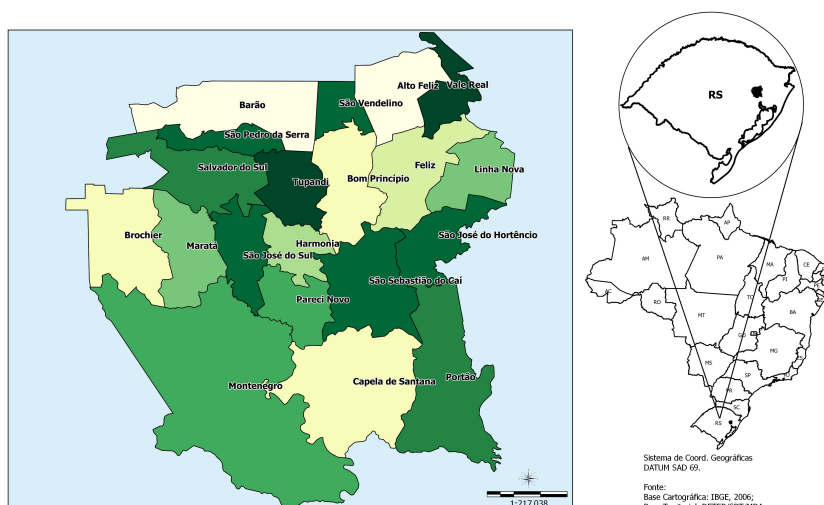 Alto Feliz
Vale Real
Barão
São Vendelino
São Pedro da Serra
Salvador do Sul
Tupandi
Bom Princípio
Feliz
Linha Nova
Brochier
Maratá
São José do Sul
Harmonia
São José do Hortêncio
São Sebastião do Caí
Pareci Novo
Montenegro
Capela de Santana
Portão
1:217.038
RS
RR
AP
AM
PA
MA
CE
PI
AC
RO
TO
BA
MT
GO
MG
MS
SP
PR
SC
RS
Sistema de Coord. Geográficas
DATUM SAD 69.
Fonte:
Base Cartográfica: IBGE, 2006;